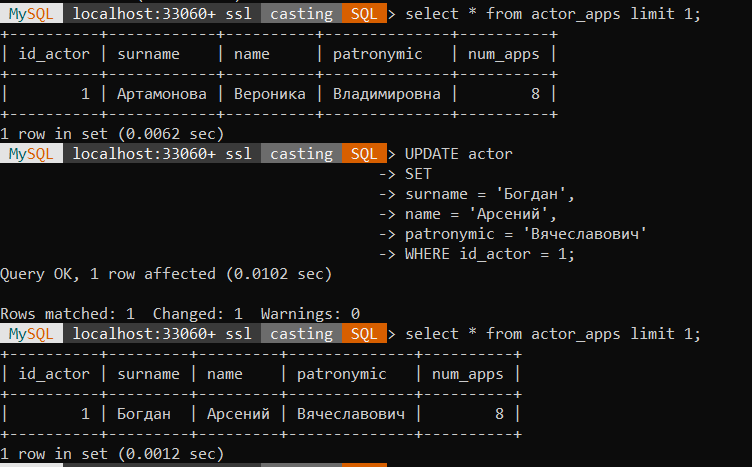 MySQL localhost:33060+ ssl casting SQL > select * from actor_apps limit 1;
+----------+-----------+----------+--------------+----------+
| id_actor | surname   | name     | patronymic   | num_apps |
+----------+-----------+----------+--------------+----------+
|        1 | Артамонова | Вероника | Владимировна |        8 |
+----------+-----------+----------+--------------+----------+
1 row in set (0.0062 sec)
MySQL localhost:33060+ ssl casting SQL > UPDATE actor
-> SET
-> surname = 'Богдан',
-> name = 'Арсений',
-> patronymic = 'Вячеславович'
-> WHERE id_actor = 1;
Query OK, 1 row affected (0.0102 sec)
Rows matched: 1  Changed: 1  Warnings: 0
MySQL localhost:33060+ ssl casting SQL > select * from actor_apps limit 1;
+----------+---------+---------+--------------+----------+
| id_actor | surname | name    | patronymic   | num_apps |
+----------+---------+---------+--------------+----------+
|        1 | Богдан  | Арсений | Вячеславович |        8 |
+----------+---------+---------+--------------+----------+
1 row in set (0.0012 sec)